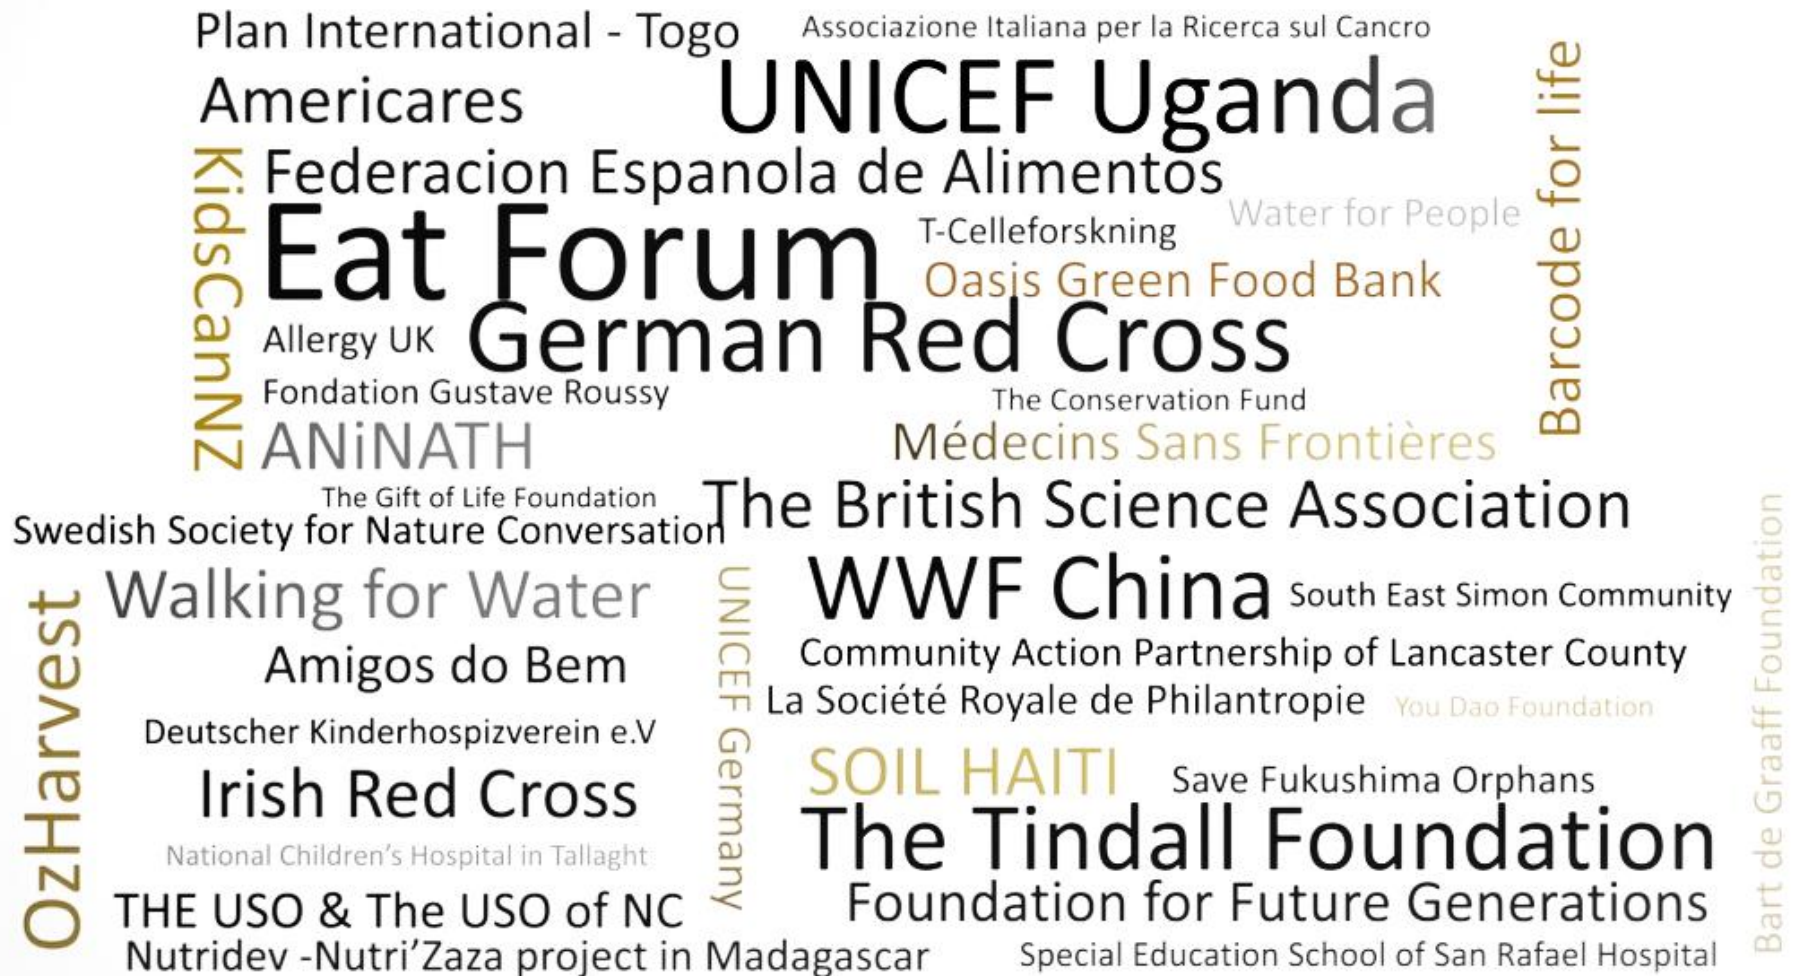 Plan International - Togo
Associazione Italiana per la Ricerca sul Cancro
Americares
UNICEF Uganda
Barcode for life
KidsCanNZ
Federacion Espanola de Alimentos
Water for People
Eat Forum
T-Celleforskning
Oasis Green Food Bank
Allergy UK
German Red Cross
Fondation Gustave Roussy
The Conservation Fund
ANiNATH
Médecins Sans Frontières
The Gift of Life Foundation
The British Science Association
Swedish Society for Nature Conversation
Walking for Water
UNICEF Germany
WWF China
South East Simon Community
Bart de Graaff Foundation
OzHarvest
Amigos do Bem
Community Action Partnership of Lancaster County
La Société Royale de Philantropie
You Dao Foundation
Deutscher Kinderhospizverein e.V
SOIL HAITI
Save Fukushima Orphans
Irish Red Cross
The Tindall Foundation
National Children's Hospital in Tallaght
THE USO & The USO of NC
Foundation for Future Generations
Nutridev -Nutri'Zaza project in Madagascar
Special Education School of San Rafael Hospital